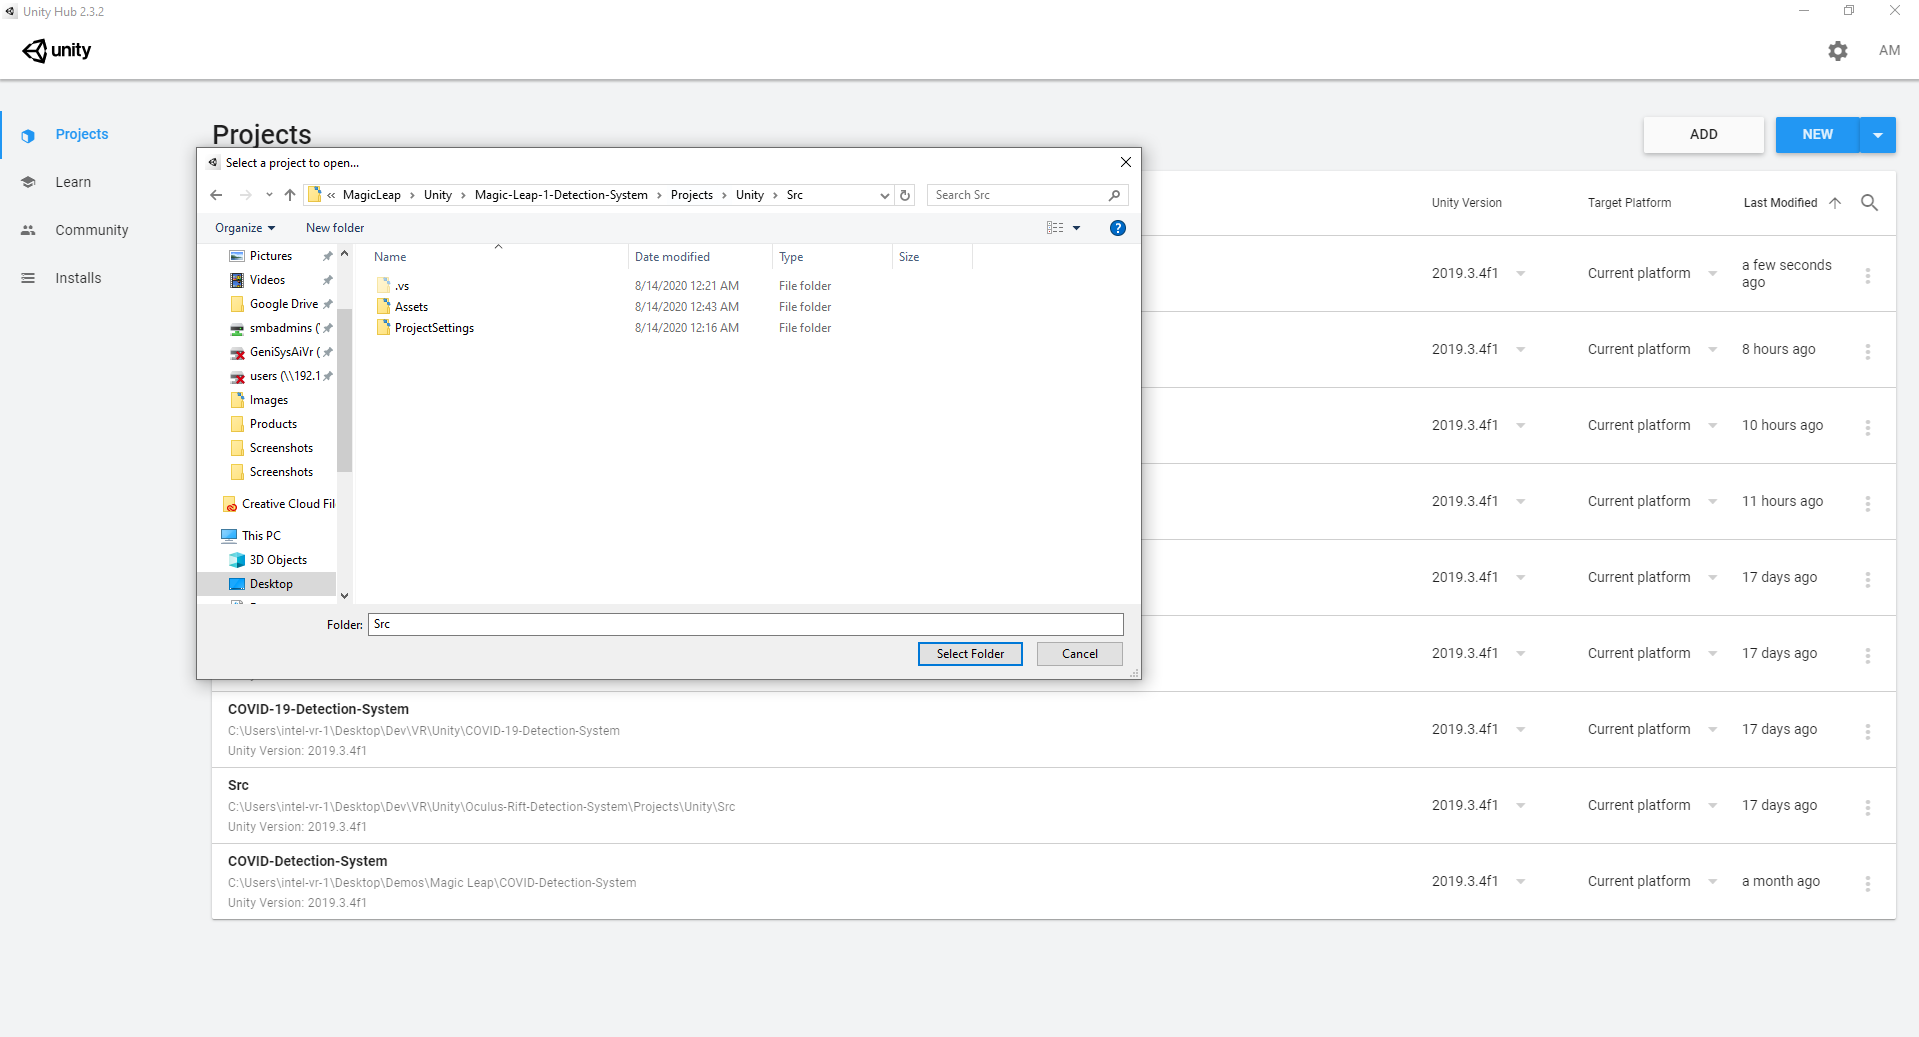 Unity Hub 2.3.2
unity
AM
Projects
Learn
Community
Installs
Projects
ADD
NEW
Select a project to open...
« MagicLeap › Unity › Magic-Leap-1-Detection-System › Projects › Unity › Src
Search Src
Organize
New folder
?
Pictures
Videos
Google Drive
smbadmins (
GeniSysAiVr (
users (\\192.1
Images
Products
Screenshots
Screenshots
Creative Cloud Fil
This PC
3D Objects
Desktop
Name Date modified Type Size
.vs 8/14/2020 12:21 AM File folder
Assets 8/14/2020 12:43 AM File folder
ProjectSettings 8/14/2020 12:16 AM File folder
Folder: Src
Select Folder
Cancel
Unity Version Target Platform Last Modified
2019.3.4f1 Current platform a few seconds
ago
2019.3.4f1 Current platform 8 hours ago
2019.3.4f1 Current platform 10 hours ago
2019.3.4f1 Current platform 11 hours ago
2019.3.4f1 Current platform 17 days ago
2019.3.4f1 Current platform 17 days ago
COVID-19-Detection-System
C:\Users\intel-vr-1\Desktop\Dev\VR\Unity\COVID-19-Detection-System
Unity Version: 2019.3.4f1
2019.3.4f1 Current platform 17 days ago
Src
C:\Users\intel-vr-1\Desktop\Dev\VR\Unity\Oculus-Rift-Detection-System\Projects\Unity\Src
Unity Version: 2019.3.4f1
2019.3.4f1 Current platform 17 days ago
COVID-Detection-System
C:\Users\intel-vr-1\Desktop\Demos\Magic Leap\COVID-Detection-System
Unity Version: 2019.3.4f1
2019.3.4f1 Current platform a month ago